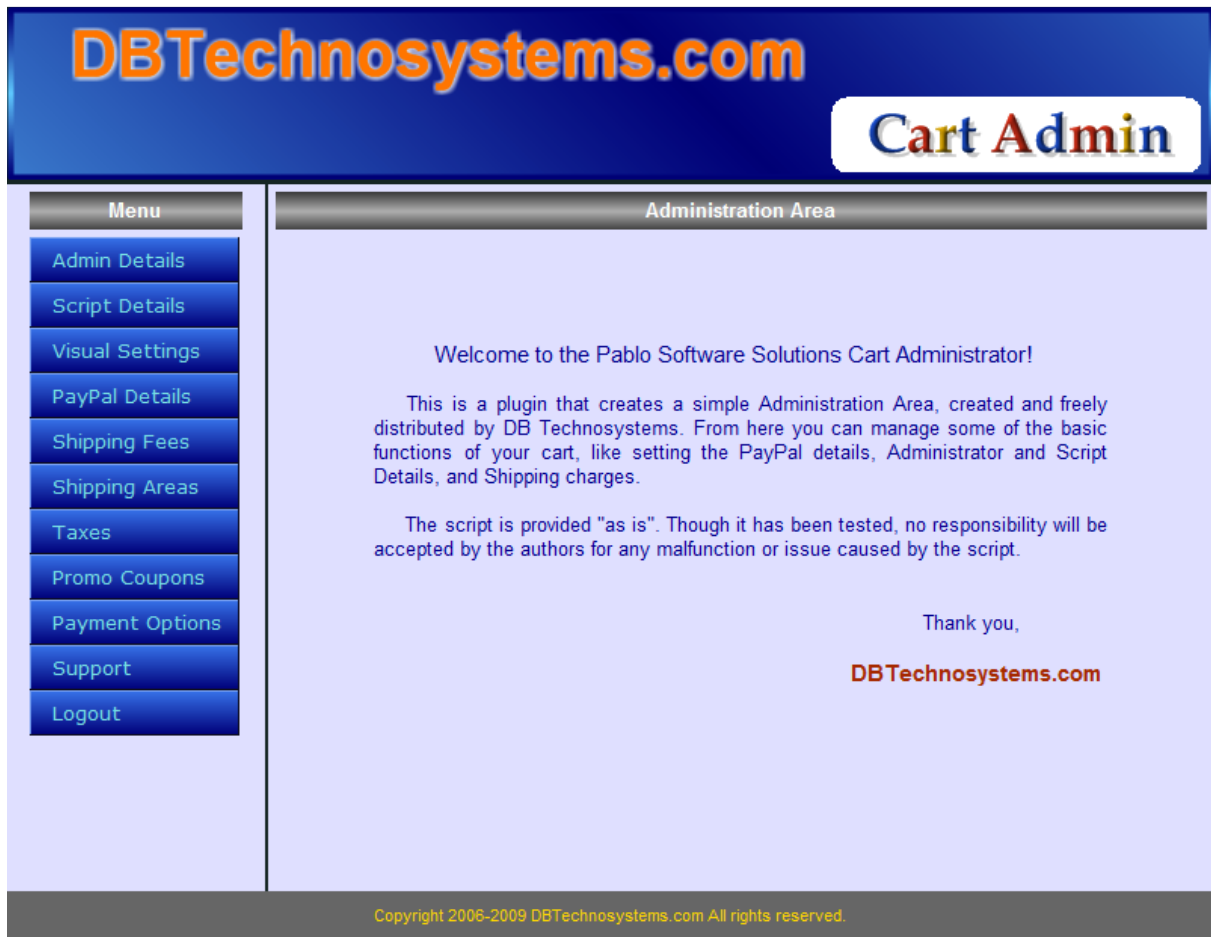 DBTechnosystems.com
Cart Admin
Menu
Admin Details
Script Details
Visual Settings
PayPal Details
Shipping Fees
Shipping Areas
Taxes
Promo Coupons
Payment Options
Support
Logout
Administration Area
Welcome to the Pablo Software Solutions Cart Administrator!
This is a plugin that creates a simple Administration Area, created and freely
distributed by DB Technosystems. From here you can manage some of the basic
functions of your cart, like setting the PayPal details, Administrator and Script
Details, and Shipping charges.
The script is provided "as is". Though it has been tested, no responsibility will be
accepted by the authors for any malfunction or issue caused by the script.
Thank you,
DBTechnosystems.com
Copyright 2006-2009 DBTechnosystems.com All rights reserved.